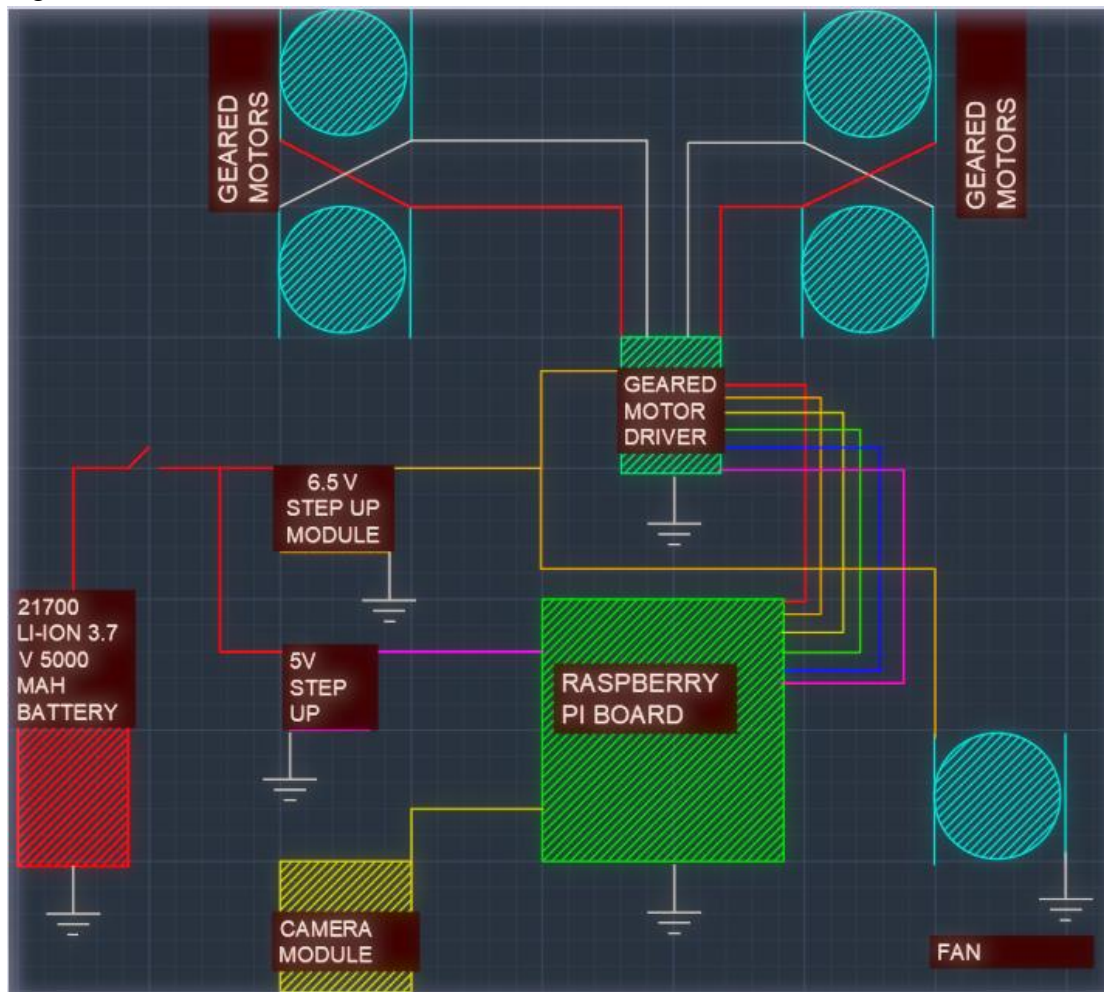 GEARED
MOTORS
GEARED
MOTORS
GEARED
MOTOR
DRIVER
6.5 V
STEP UP
MODULE
21700
LI-ION 3.7
V 5000
MAH
BATTERY
5V
STEP
UP
RASPBERRY
PI BOARD
CAMERA
MODULE
FAN